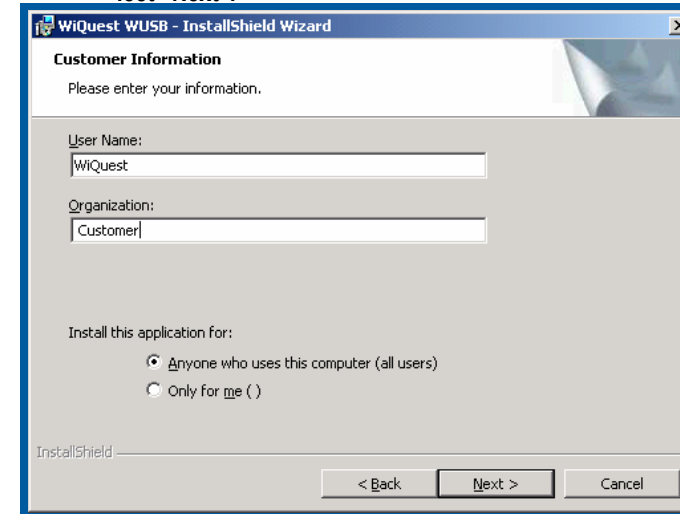 WiQuest WUSB - InstallShield Wizard
Customer Information
Please enter your information.
User Name:
WiQuest
Organization:
Customer
Install this application for:
Anyone who uses this computer (all users)
Only for me ( )
InstallShield
< Back Next > Cancel